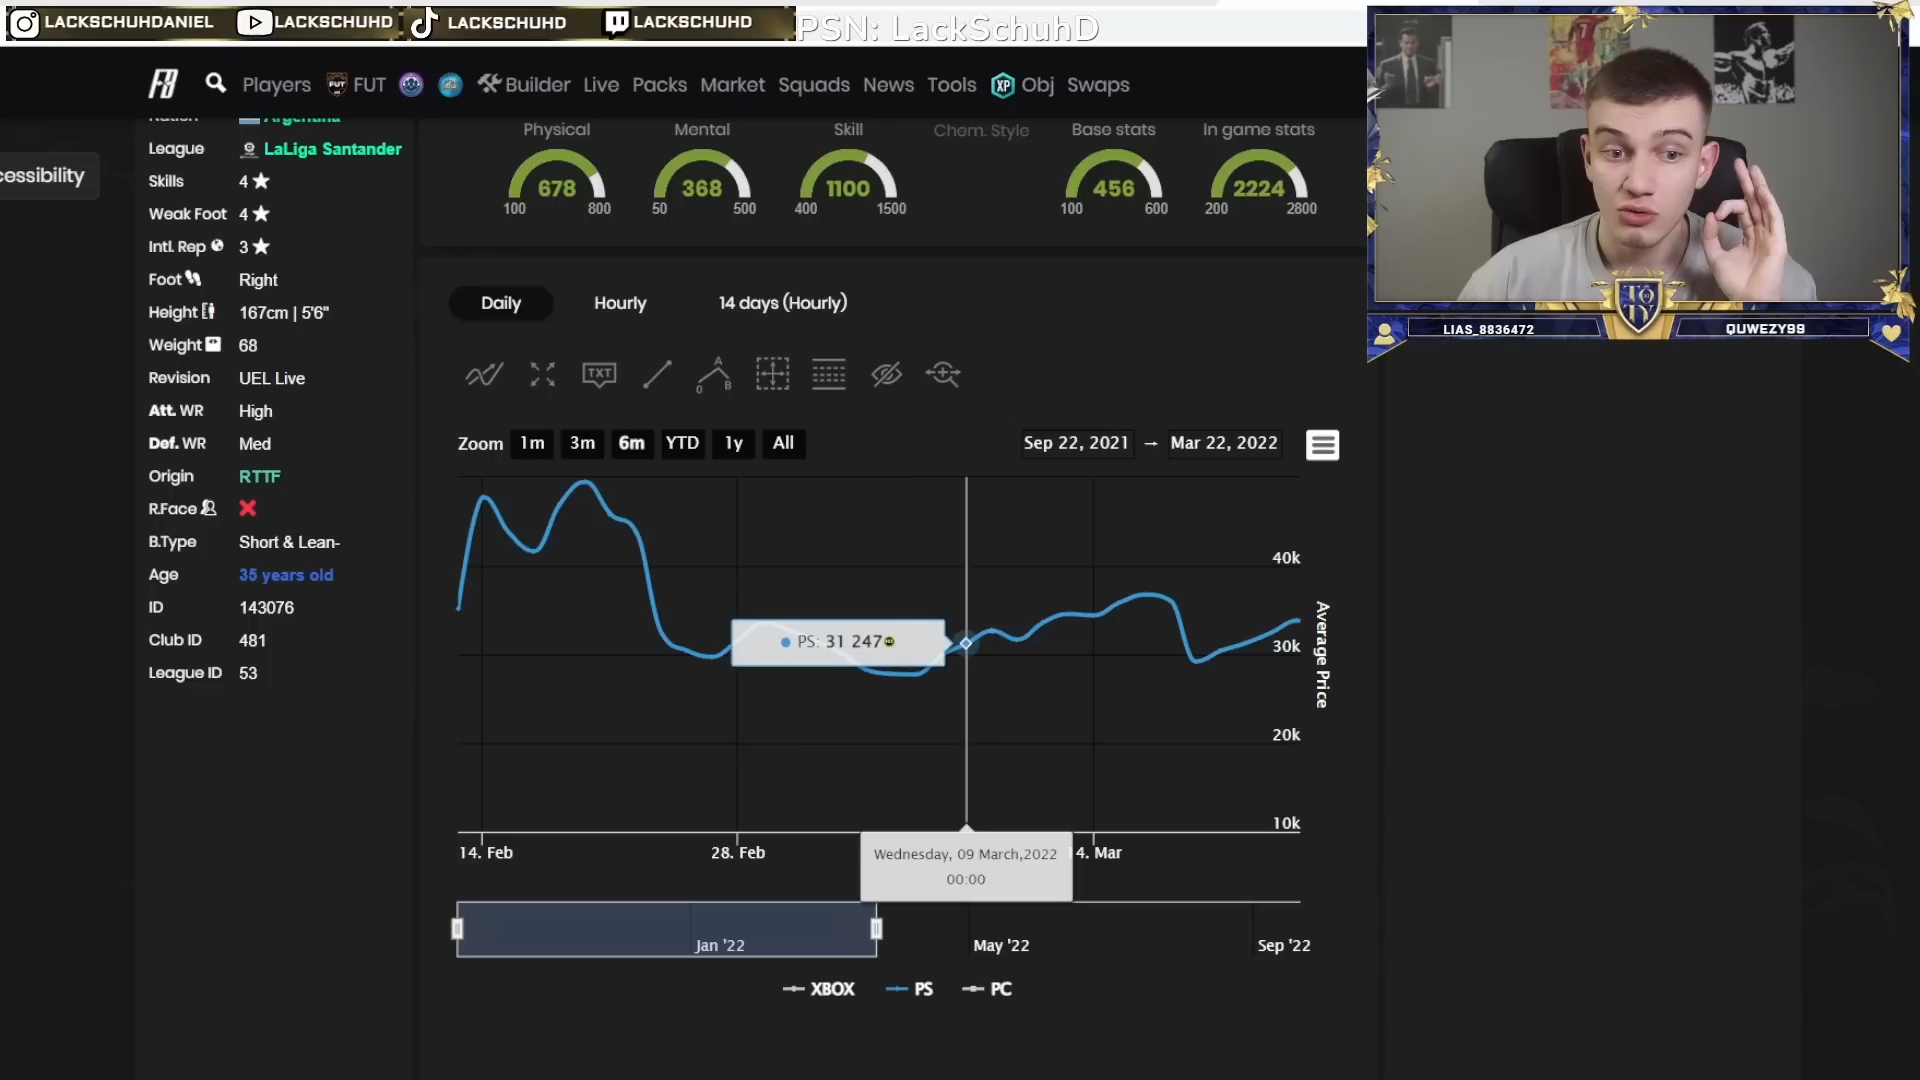 LACKSCHUHDANIEL LACKSCHUHD LACKSCHUHD LACKSCHUHD PSN: LackSchuhD
F8 Players FUT Builder Live Packs Market Squads News Tools XP Obj Swaps
cessibility
Nation Argentina
League LaLiga Santander
Skills 4
Weak Foot 4
Intl. Rep 3
Foot Right
Height 167cm | 5'6"
Weight 68
Revision UEL Live
Att. WR High
Def. WR Med
Origin RTTF
R.Face
B.Type Short & Lean-
Age 35 years old
ID 143076
Club ID 481
League ID 53
Physical Mental Skill Chem. Style Base stats In game stats
678 368 1100 456 2224
100 800 50 500 400 1500 100 600 200 2800
Daily Hourly 14 days (Hourly)
TXT A 0 B
Zoom 1m 3m 6m YTD 1y All Sep 22, 2021 → Mar 22, 2022
40k
30k
20k
10k
Average Price
PS: 31 247
14. Feb 28. Feb 4. Mar
Wednesday, 09 March,2022
00:00
Jan '22 May '22 Sep '22
XBOX PS PC
LIAS_8836472 QUWEZY99